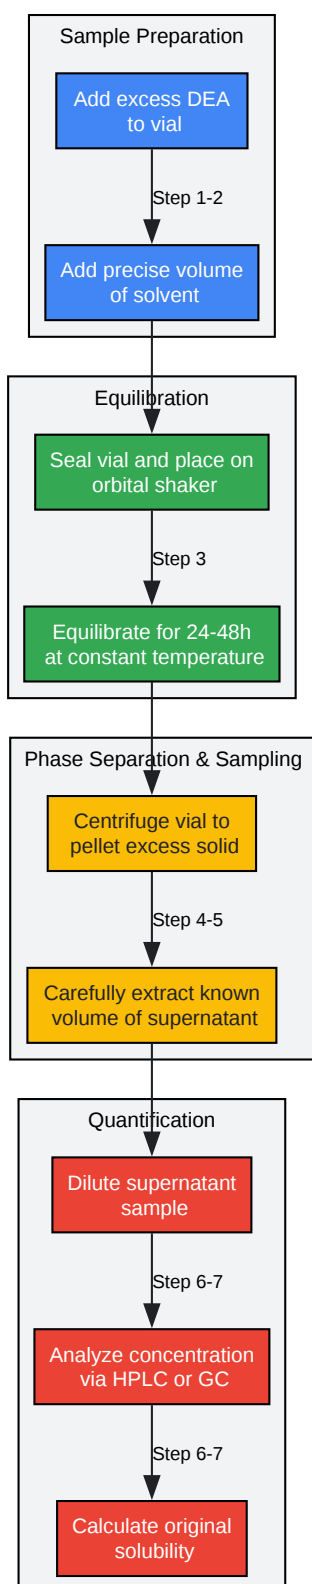 Sample Preparation
Add excess DEA
to vial
Step 1-2
Add precise volume
of solvent
Equilibration
Seal vial and place on
orbital shaker
Step 3
Equilibrate for 24-48h
at constant temperature
Phase Separation & Sampling
Centrifuge vial to
pellet excess solid
Step 4-5
Carefully extract known
volume of supernatant
Quantification
Dilute supernatant
sample
Step 6-7
Analyze concentration
via HPLC or GC
Step 6-7
Calculate original
solubility